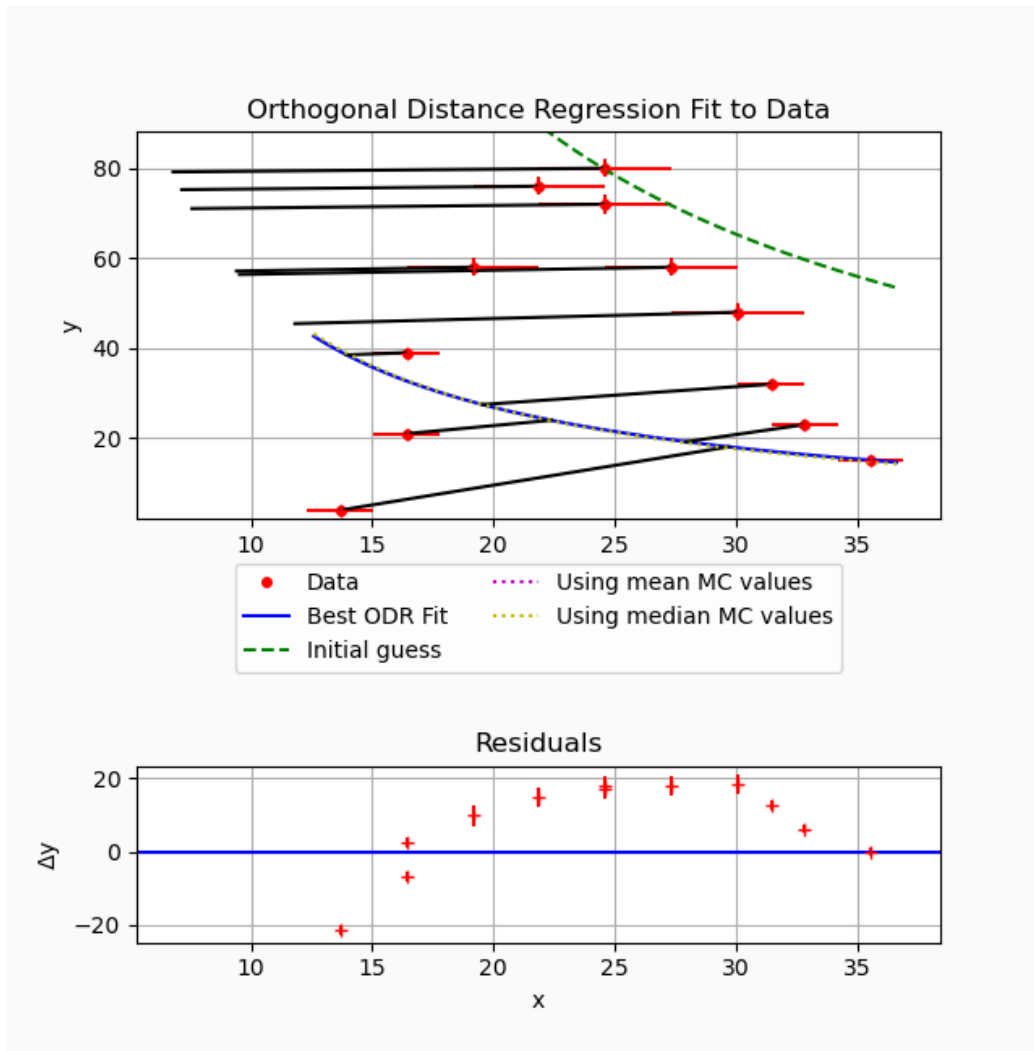 Orthogonal Distance Regression Fit to Data
80
60
40
20
y
10 15 20 25 30 35
Data
Best ODR Fit
Initial guess
Using mean MC values
Using median MC values
Residuals
20
0
−20
Δy
10 15 20 25 30 35
x